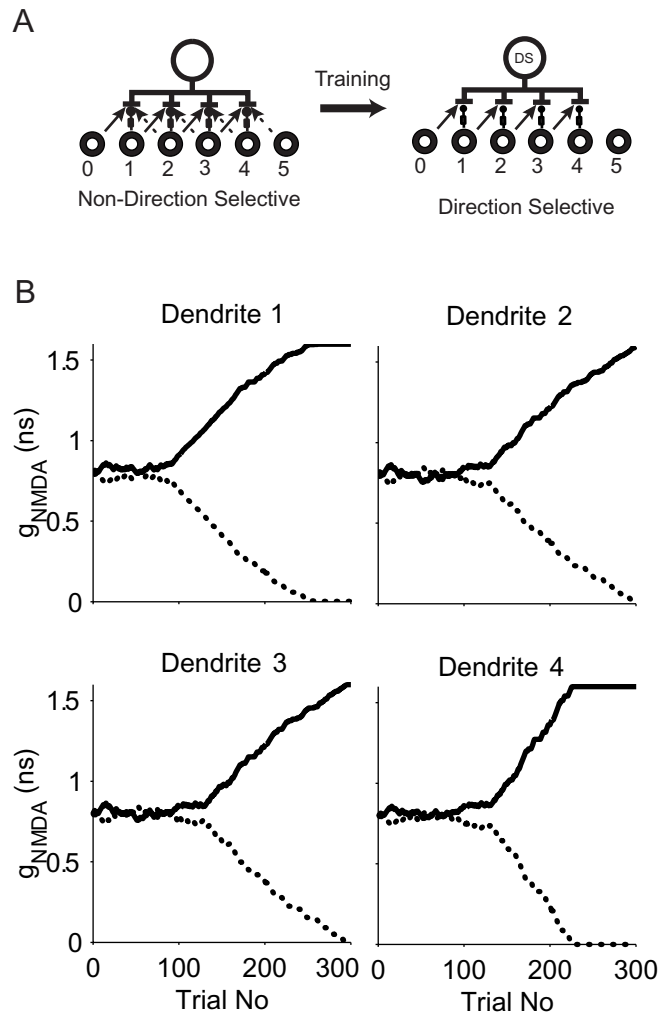 A
Training
DS
0 1 2 3 4 5
0 1 2 3 4 5
Non-Direction Selective
Direction Selective
B
Dendrite 1
Dendrite 2
1.5
1
0.5
0
gNMDA (ns)
Dendrite 3
Dendrite 4
1.5
1
0.5
0
gNMDA (ns)
0 100 200 300
0 100 200 300
Trial No
Trial No